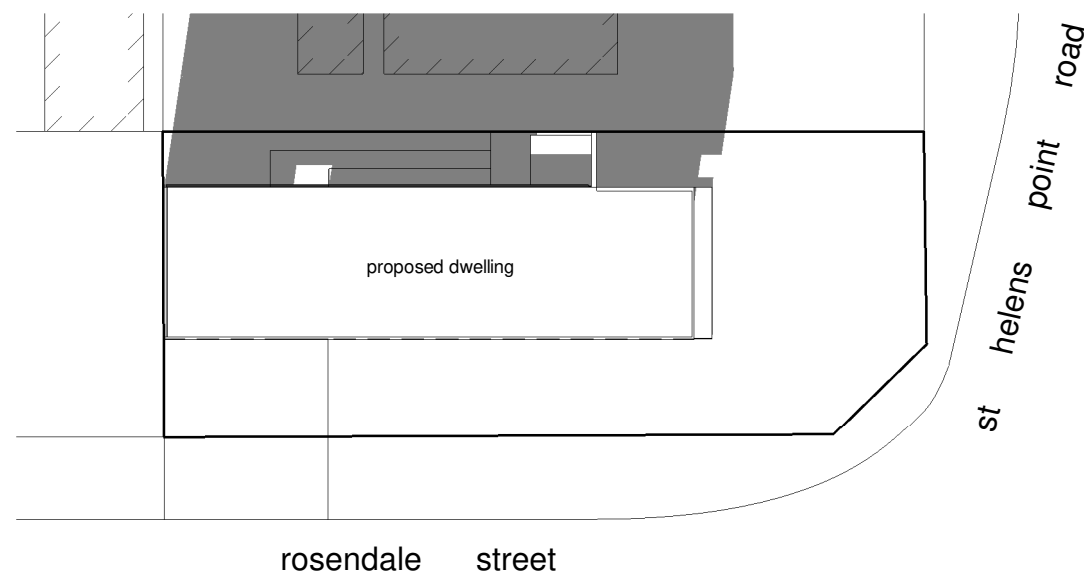 proposed dwelling
rosendale street
st helens point road